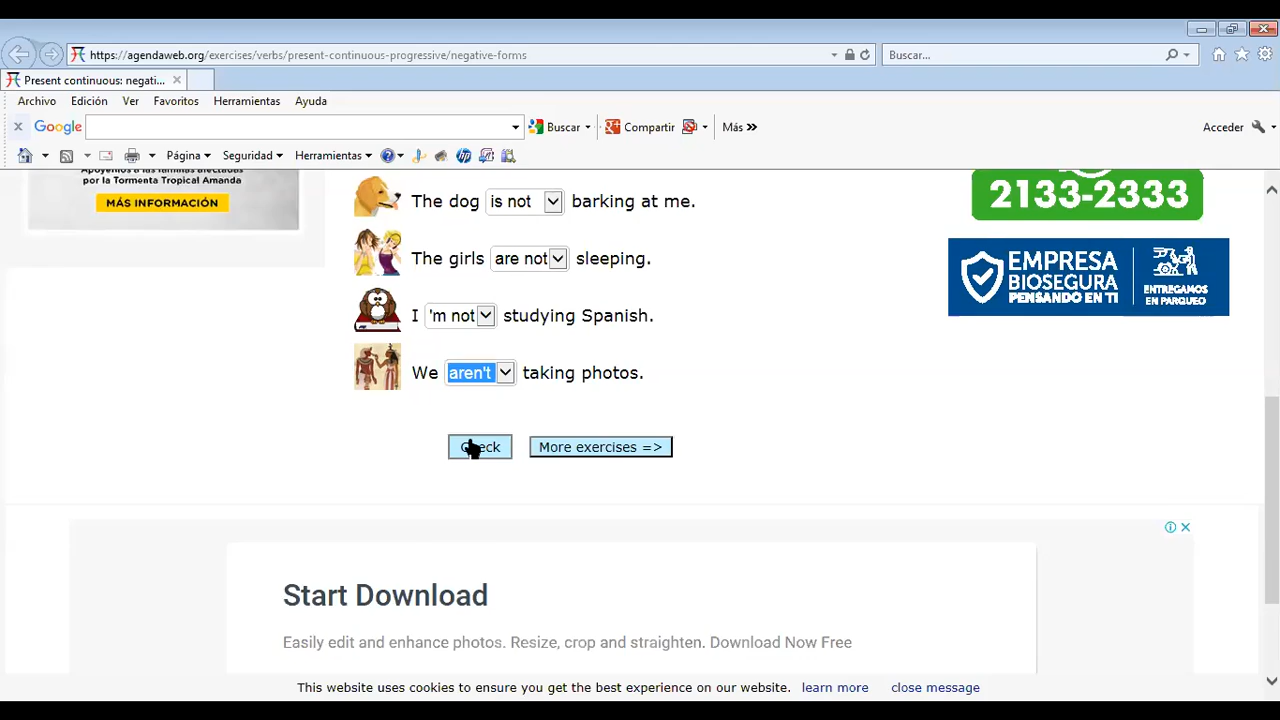 https://agendaweb.org/exercises/verbs/present-continuous-progressive/negative-forms
Buscar...
Present continuous: negati...
Archivo Edición Ver Favoritos Herramientas Ayuda
x Google Buscar Compartir Más » Acceder
Página Seguridad Herramientas
Apoyemos a las familias afectadas
por la Tormenta Tropical Amanda
MÁS INFORMACIÓN
The dog is not barking at me.
2133-2333
The girls are not sleeping.
EMPRESA
BIOSEGURA
PENSANDO EN TI
ENTREGAMOS
EN PARQUEO
I 'm not studying Spanish.
We aren't taking photos.
Check More exercises =>
Start Download
Easily edit and enhance photos. Resize, crop and straighten. Download Now Free
This website uses cookies to ensure you get the best experience on our website. learn more close message